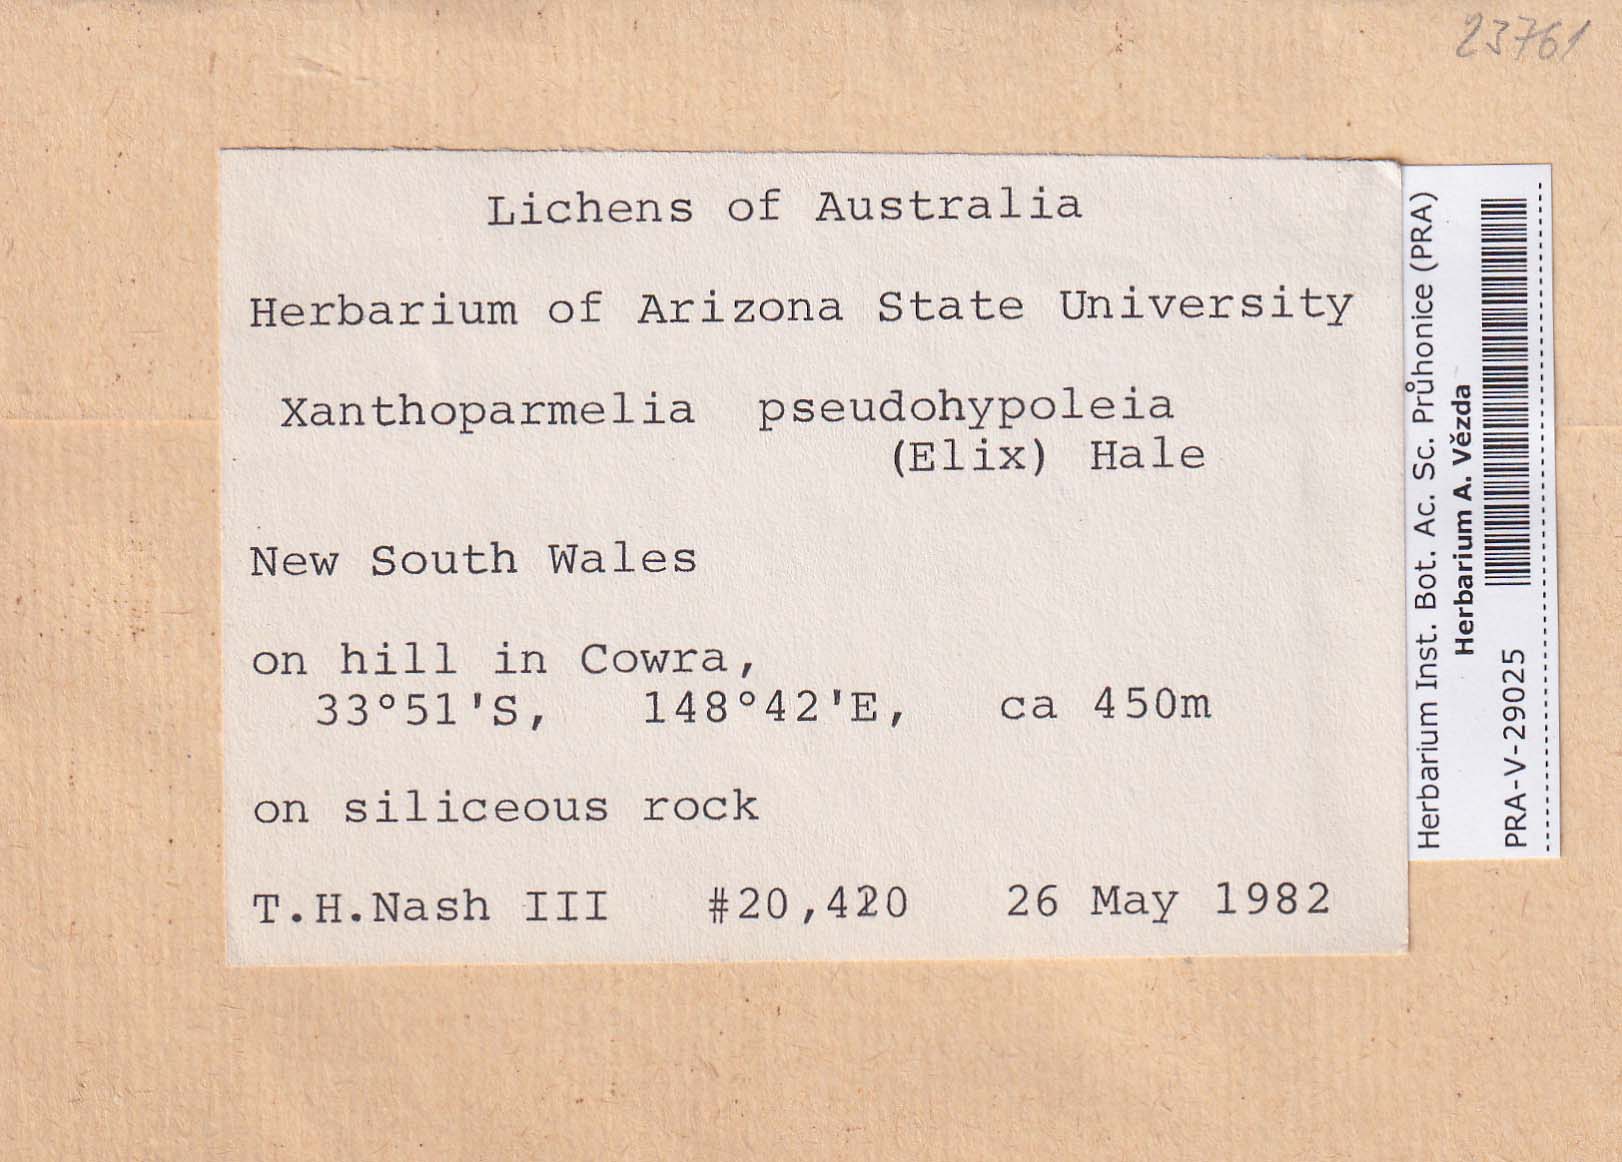 23761
Lichens of Australia
Herbarium of Arizona State University
Xanthoparmelia pseudohypoleia
(Elix) Hale
New South Wales
on hill in Cowra,
33°51'S, 148°42'E, ca 450m
on siliceous rock
T.H.Nash III #20,420 26 May 1982
Herbarium Inst. Bot. Ac. Sc. Průhonice (PRA)
Herbarium A. Vězda
PRA-V-29025